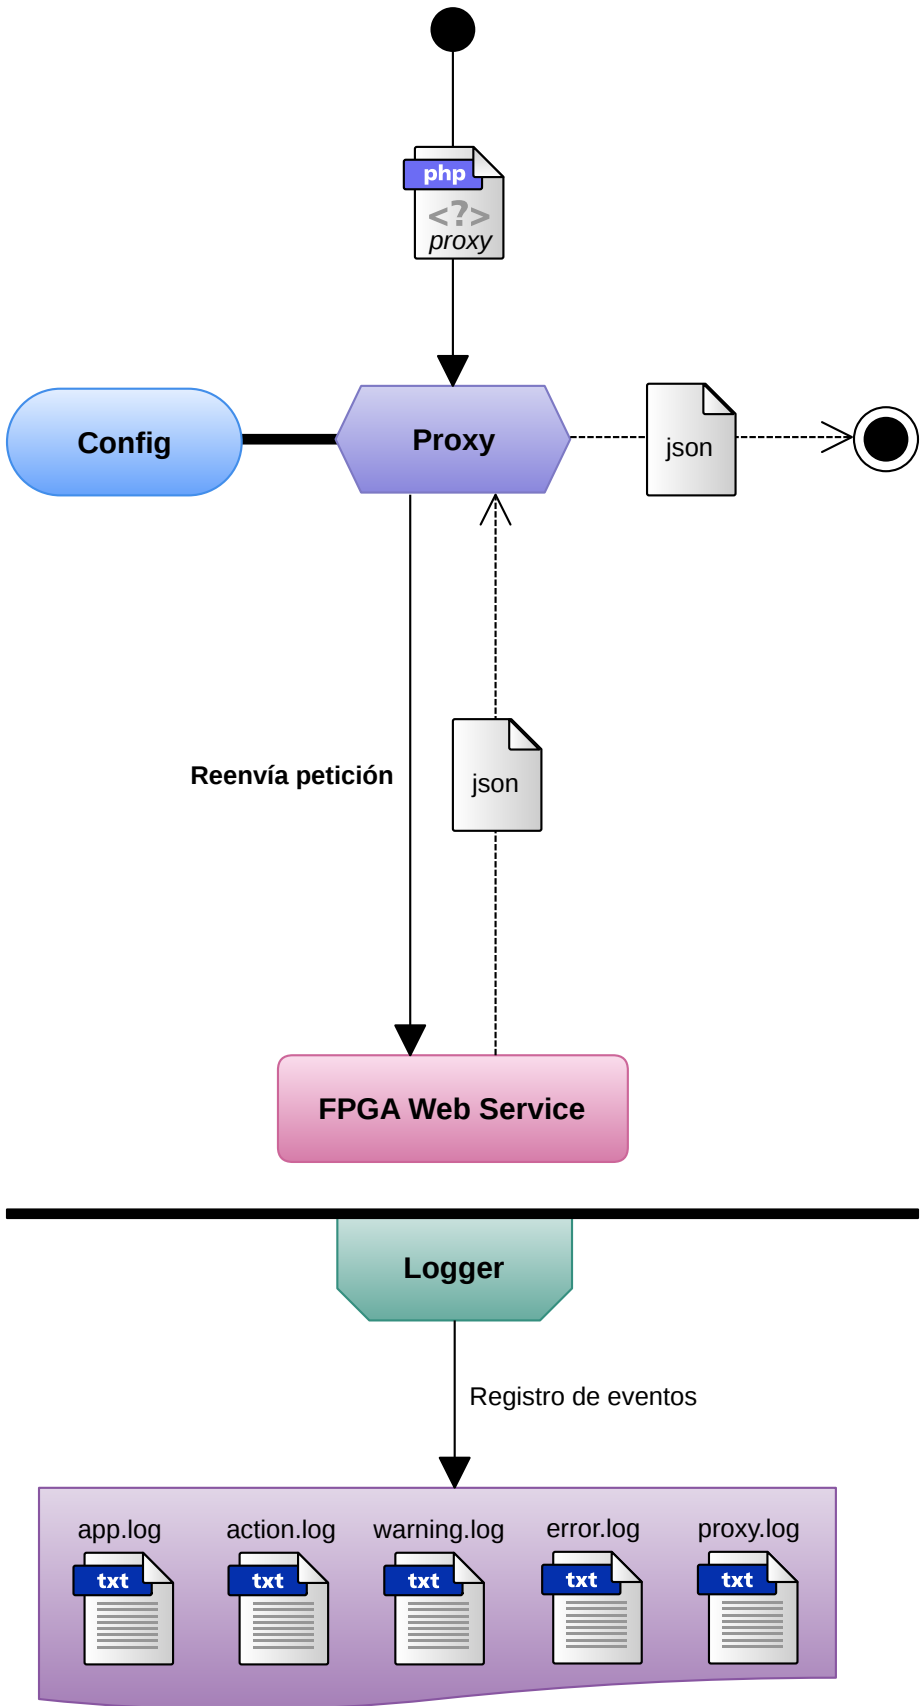 php
<?>
proxy
Config
Proxy
json
Reenvía petición
json
FPGA Web Service
Logger
Registro de eventos
app.log
action.log
warning.log
error.log
proxy.log
txt
txt
txt
txt
txt